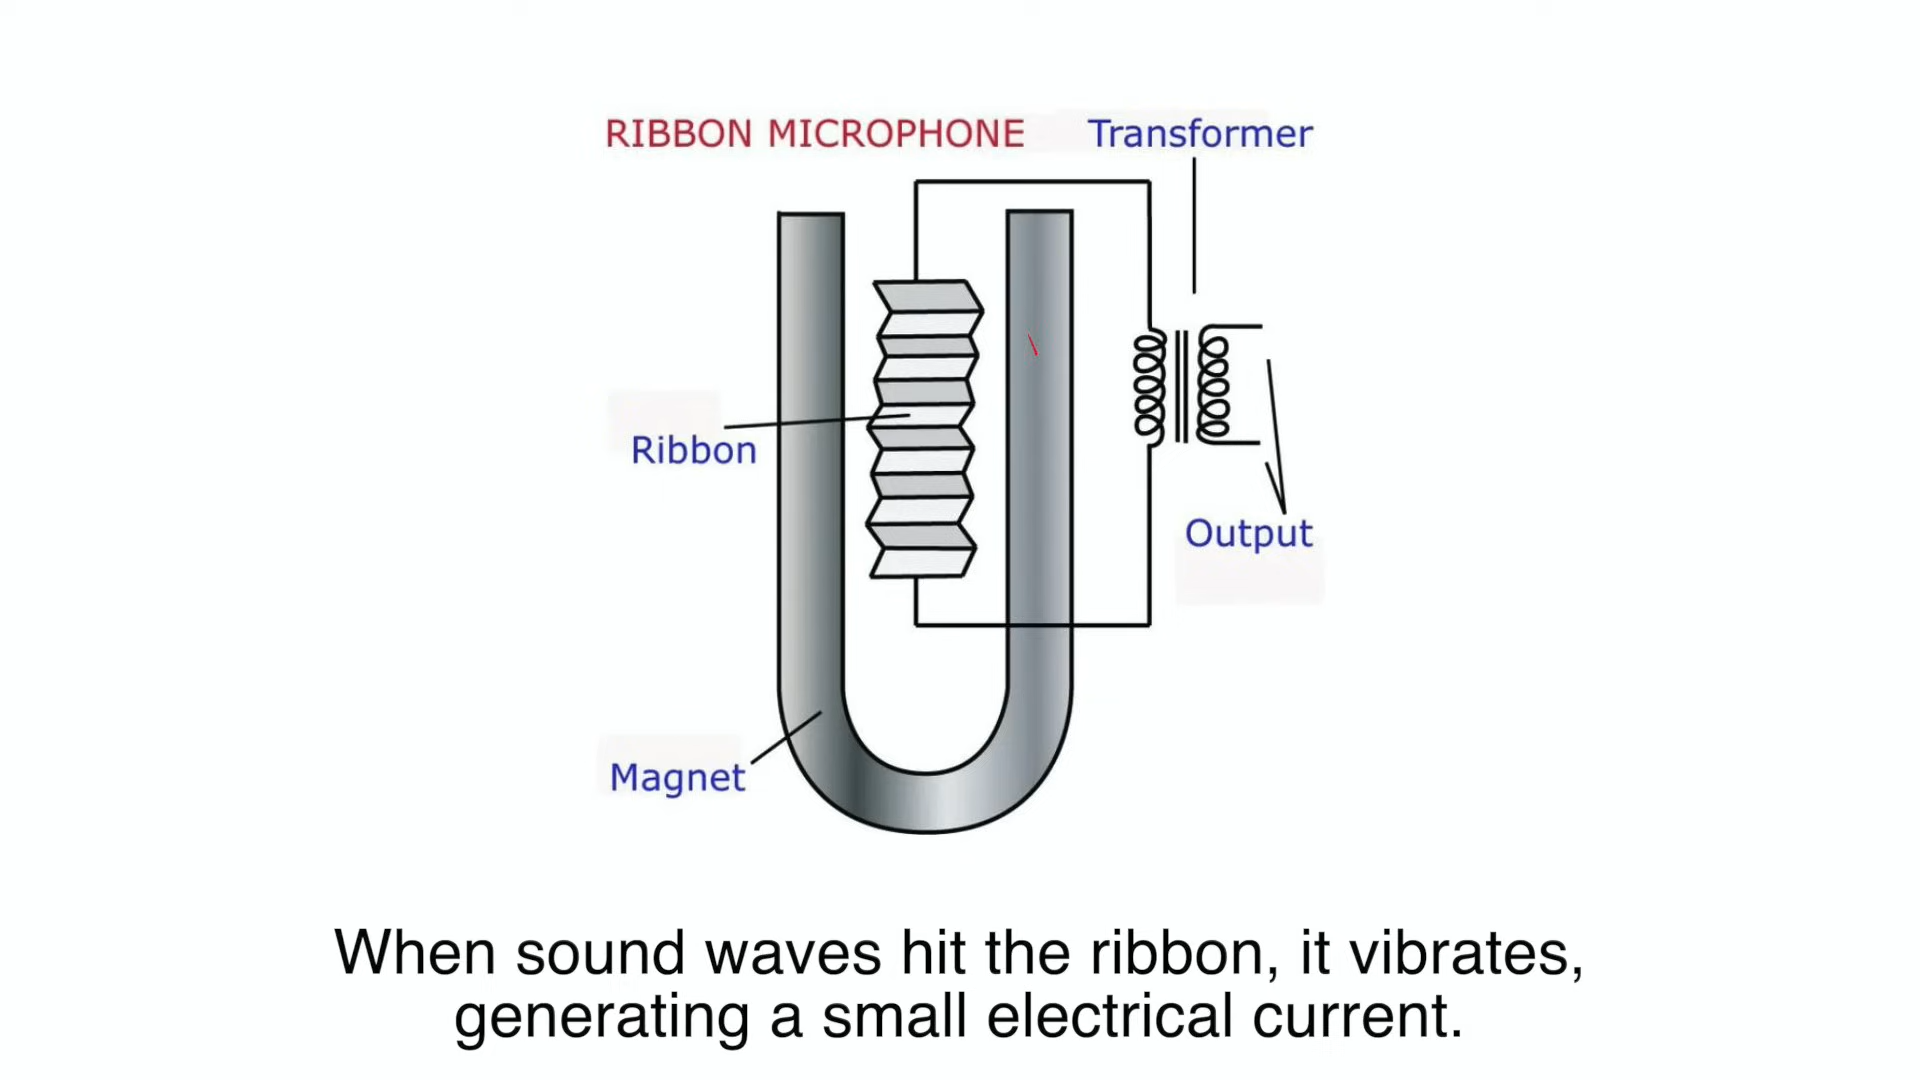 RIBBON MICROPHONE
Transformer
Ribbon
Output
Magnet
When sound waves hit the ribbon, it vibrates,
generating a small electrical current.